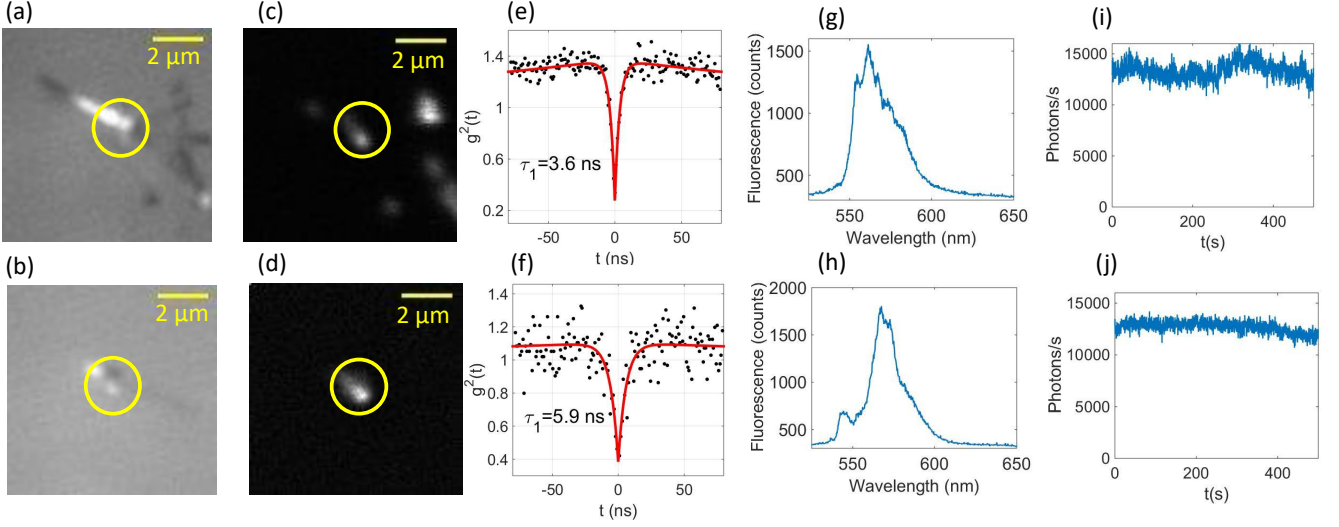 (a)
2 µm
(c)
2 µm
(e)
1.4
1
0.6
0.2
g²(t)
τ₁=3.6 ns
-50 0 50
t (ns)
(g)
1500
1000
500
Fluorescence (counts)
550 600 650
Wavelength (nm)
(i)
15000
10000
5000
0
Photons/s
0 200 400
t(s)
(b)
2 µm
(d)
2 µm
(f)
1.4
1.2
1
0.8
0.6
0.4
g²(t)
τ₁=5.9 ns
-50 0 50
t (ns)
(h)
2000
1500
1000
500
Fluorescence (counts)
550 600 650
Wavelength (nm)
(j)
15000
10000
5000
0
Photons/s
0 200 400
t(s)